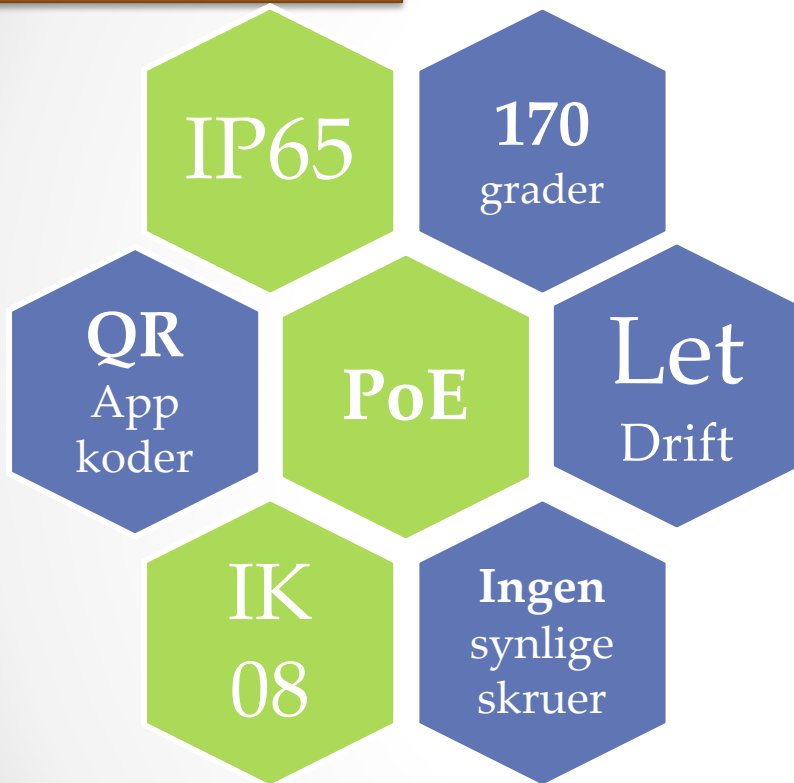 IP65
170
grader
QR
App
koder
PoE
Let
Drift
IK
08
Ingen
synlige
skruer